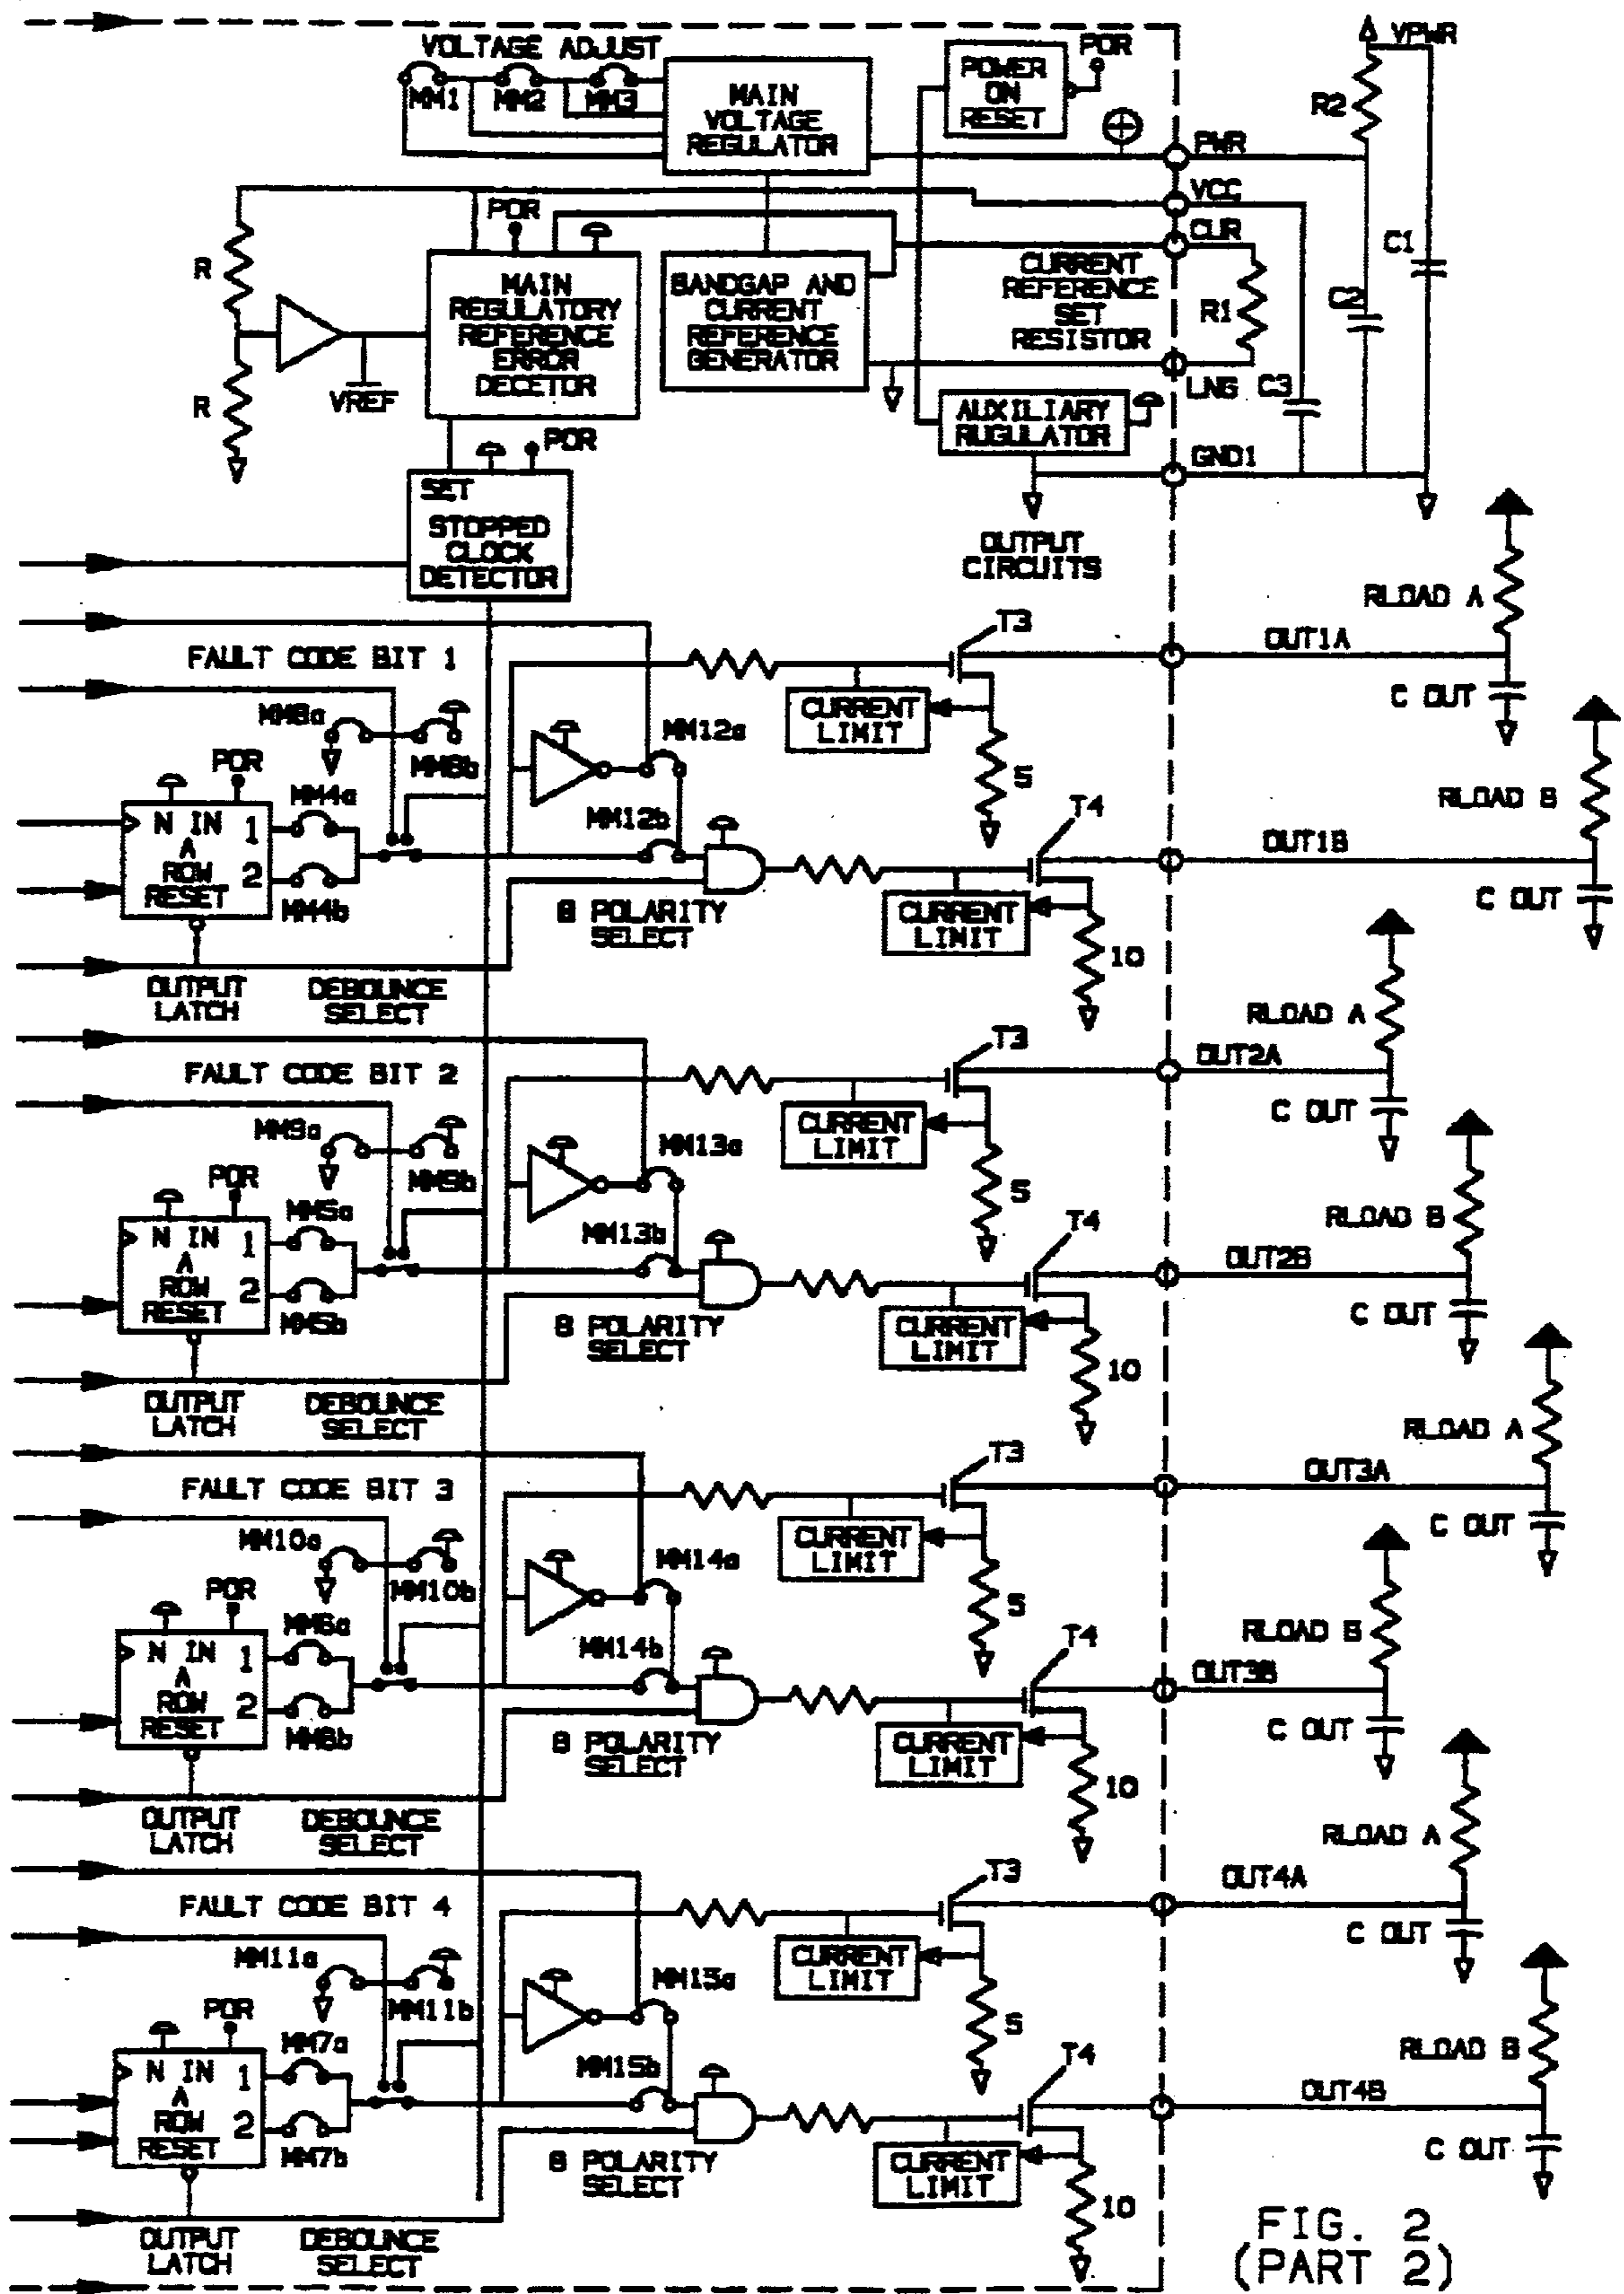 VOLTAGE ADJUST
MM1
MM2
MM3
MAIN
VOLTAGE
REGULATOR
POWER
ON
RESET
POR
VPWR
R2
PWR
VCC
CUR
C1
C2
POR
R
MAIN
REGULATORY
REFERENCE
ERROR
DECETOR
BANDGAP AND
CURRENT
REFERENCE
GENERATOR
CURRENT
REFERENCE
SET
RESISTOR
R1
LNG
C3
VREF
R
AUXILIARY
RUGULATOR
GND1
POR
SET
STOPPED
CLOCK
DETECTOR
OUTPUT
CIRCUITS
RLOAD A
T3
OUT1A
FAULT CODE BIT 1
C OUT
CURRENT
LIMIT
MM8a
MM8b
MM12a
5
POR
MM4a
RLOAD B
N IN
1
A
ROW
2
RESET
MM4b
MM12b
T4
OUT1B
C OUT
B POLARITY
SELECT
CURRENT
LIMIT
10
OUTPUT
LATCH
DEBOUNCE
SELECT
RLOAD A
T3
OUT2A
FAULT CODE BIT 2
C OUT
CURRENT
LIMIT
MM9a
MM9b
MM13a
5
POR
MM5a
RLOAD B
N IN
1
A
ROW
2
RESET
MM5b
MM13b
T4
OUT2B
C OUT
B POLARITY
SELECT
CURRENT
LIMIT
10
OUTPUT
LATCH
DEBOUNCE
SELECT
RLOAD A
T3
OUT3A
FAULT CODE BIT 3
C OUT
CURRENT
LIMIT
MM10a
MM10b
MM14a
5
POR
MM6a
RLOAD B
N IN
1
A
ROW
2
RESET
MM6b
MM14b
T4
OUT3B
C OUT
B POLARITY
SELECT
CURRENT
LIMIT
10
OUTPUT
LATCH
DEBOUNCE
SELECT
RLOAD A
T3
OUT4A
FAULT CODE BIT 4
C OUT
CURRENT
LIMIT
MM11a
MM11b
MM15a
5
POR
MM7a
RLOAD B
N IN
1
A
ROW
2
RESET
MM7b
MM15b
T4
OUT4B
C OUT
B POLARITY
SELECT
CURRENT
LIMIT
10
OUTPUT
LATCH
DEBOUNCE
SELECT
FIG. 2
(PART 2)